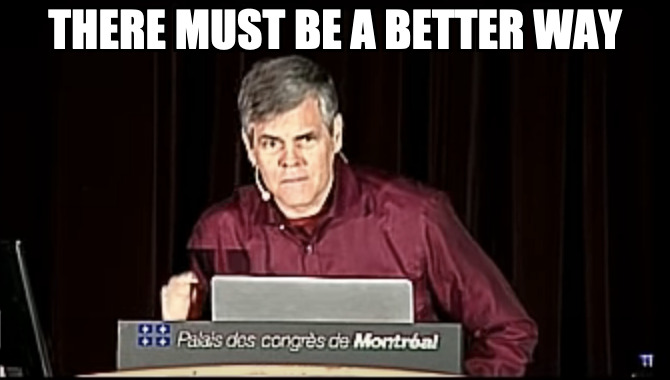 THERE MUST BE A BETTER WAY
Palais des congrès de Montréal